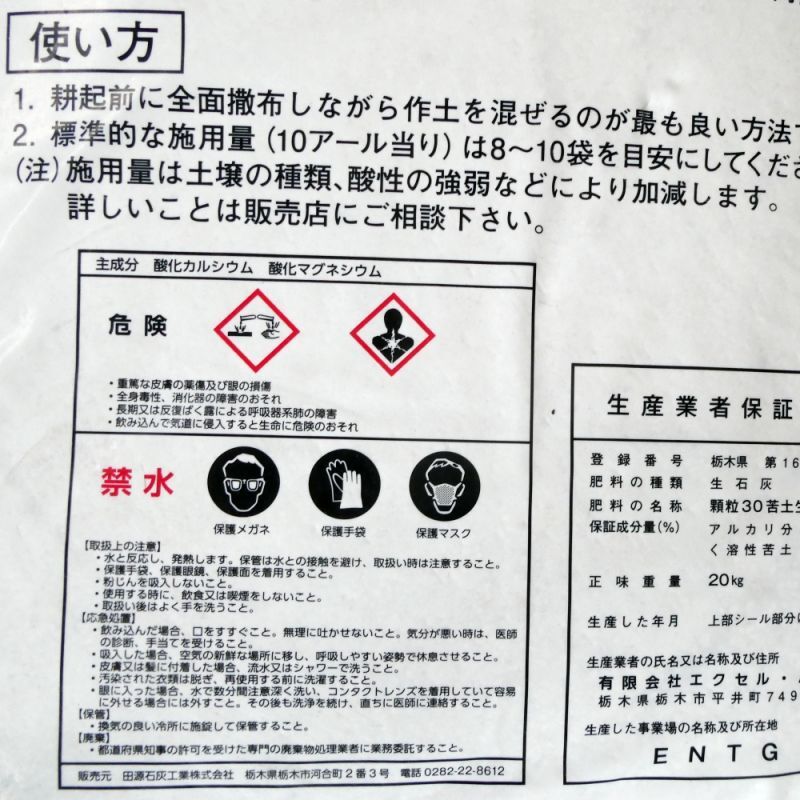 使い方
1. 耕起前に全面撒布しながら作土を混ぜるのが最も良い方法
2. 標準的な施用量(10アール当り)は8〜10袋を目安にしてくださ
(注)施用量は土壌の種類、酸性の強弱などにより加減します。
詳しいことは販売店にご相談下さい。
主成分 酸化カルシウム 酸化マグネシウム
危険
・重篤な皮膚の薬傷及び眼の損傷
・全身毒性、消化器の障害のおそれ
・長期又は反復ばく露による呼吸器系肺の障害
・飲み込んで気道に侵入すると生命に危険のおそれ
禁水
保護メガネ 保護手袋 保護マスク
【取扱上の注意】
・水と反応し、発熱します。保管は水との接触を避け、取扱い時は注意すること。
・保護手袋、保護眼鏡、保護面を着用すること。
・粉じんを吸入しないこと。
・使用する時に、飲食又は喫煙をしないこと。
・取扱い後はよく手を洗うこと。
【応急処置】
・飲み込んだ場合、口をすすぐこと。無理に吐かせないこと。気分が悪い時は、医師
の診断、手当てを受けること。
・吸入した場合、空気の新鮮な場所に移し、呼吸しやすい姿勢で休息させること。
・皮膚又は髪に付着した場合、流水又はシャワーで洗うこと。
・汚染された衣類は脱ぎ、再使用する前に洗濯すること。
・眼に入った場合、水で数分間注意深く洗い、コンタクトレンズを着用していて容易
に外せる場合には外すこと。その後も洗浄を続け、直ちに医師に連絡すること。
【保管】
・換気の良い冷所に施錠して保管すること。
【廃棄】
・都道府県知事の許可を受けた専門の廃棄物処理業者に業務委託すること。
販売元 田源石灰工業株式会社 栃木県栃木市河合町2番3号 電話0282-22-8612
生産業者保証
登録番号 栃木県 第16
肥料の種類 生石灰
肥料の名称 顆粒30苦土生
保証成分量(%) アルカリ分
く溶性苦土
正味重量 20kg
生産した年月 上部シール部分に
生産業者の氏名又は名称及び住所
有限会社エクセル・
栃木県栃木市平井町749
生産した事業場の名称及び所在地
ENTG